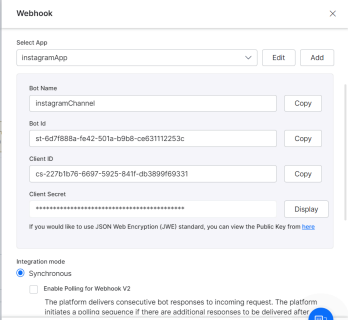 Webhook
Select App
instagramApp
Edit
Add
Bot Name
instagramChannel
Copy
Bot Id
st-6d7f888a-fe42-501a-b9b8-ce631112253c
Copy
Client ID
cs-227b1b76-6697-5925-841f-db3899f69331
Copy
Client Secret
******************************************
Display
If you would like to use JSON Web Encryption (JWE) standard, you can view the Public Key from here
Integration mode
Synchronous
Enable Polling for Webhook V2
The platform delivers consecutive bot responses to incoming request. The platform
initiates a polling sequence if there are additional responses to be delivered after